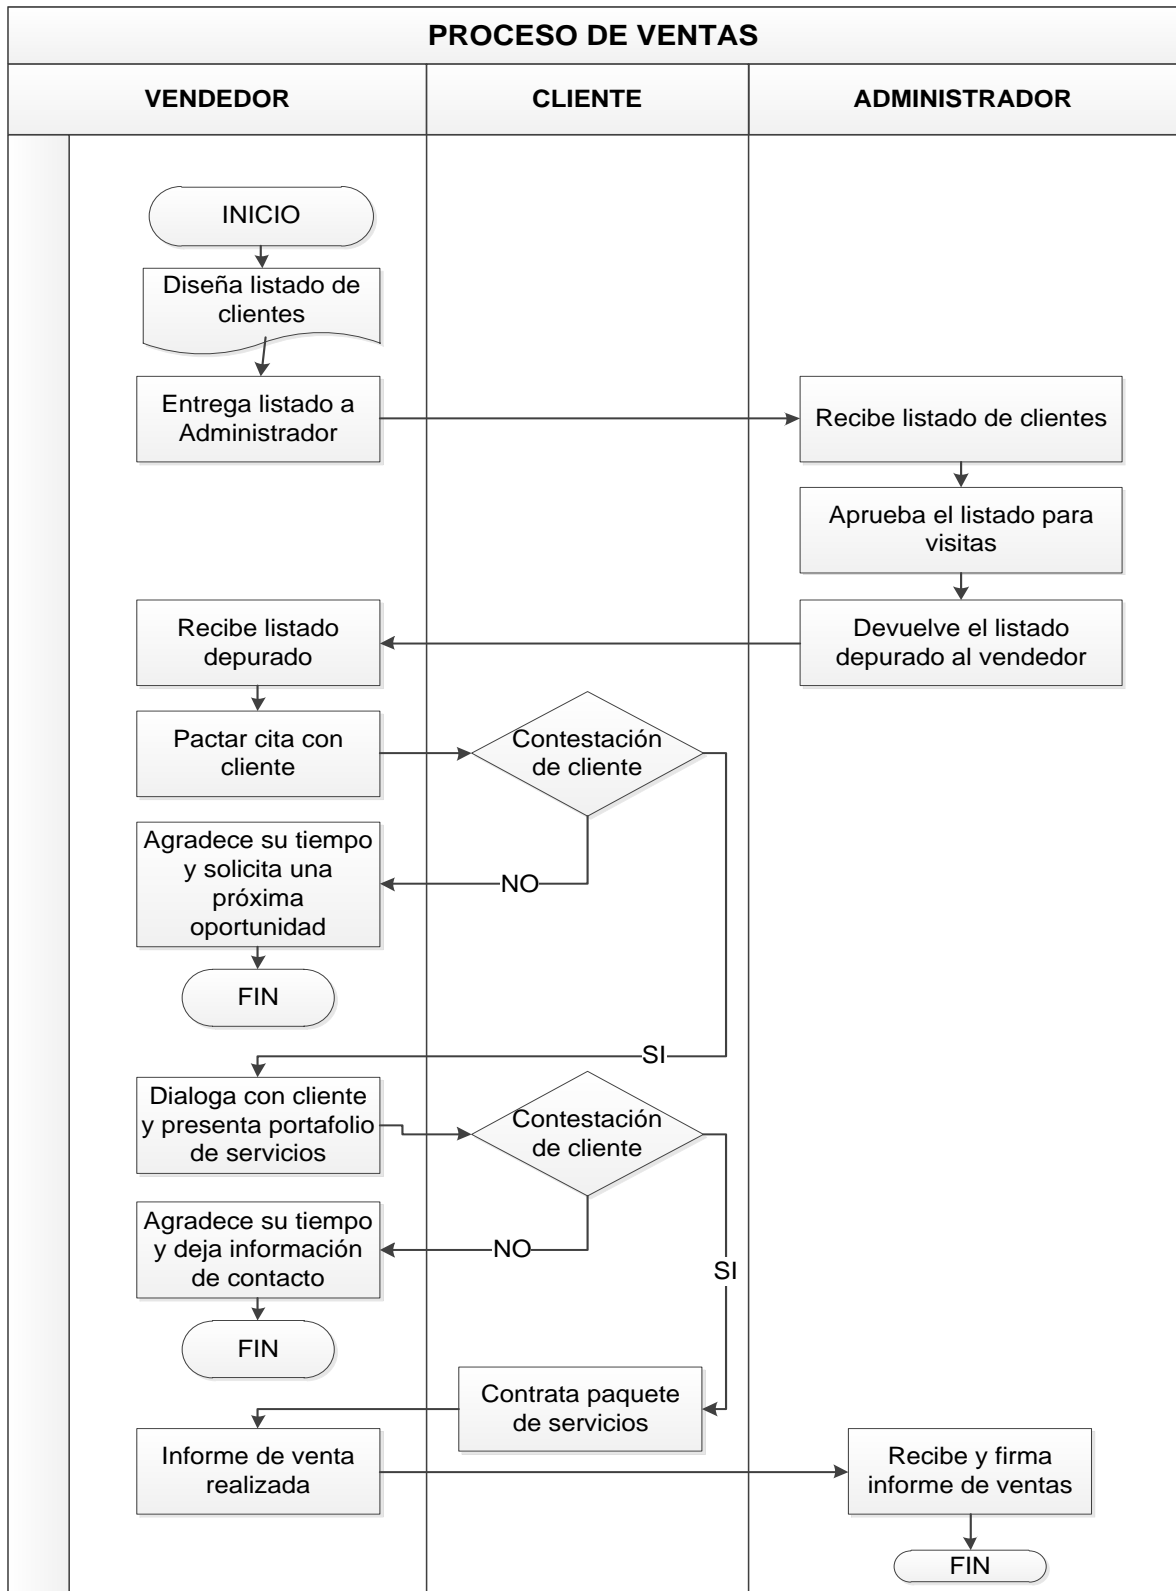 PROCESO DE VENTAS
VENDEDOR
CLIENTE
ADMINISTRADOR
INICIO
Diseña listado de
clientes
Entrega listado a
Administrador
Recibe listado de clientes
Aprueba el listado para
visitas
Devuelve el listado
depurado al vendedor
Recibe listado
depurado
Pactar cita con
cliente
Contestación
de cliente
NO
Agradece su tiempo
y solicita una
próxima
oportunidad
FIN
SI
Dialoga con cliente
y presenta portafolio
de servicios
Contestación
de cliente
NO
Agradece su tiempo
y deja información
de contacto
SI
FIN
Contrata paquete
de servicios
Informe de venta
realizada
Recibe y firma
informe de ventas
FIN